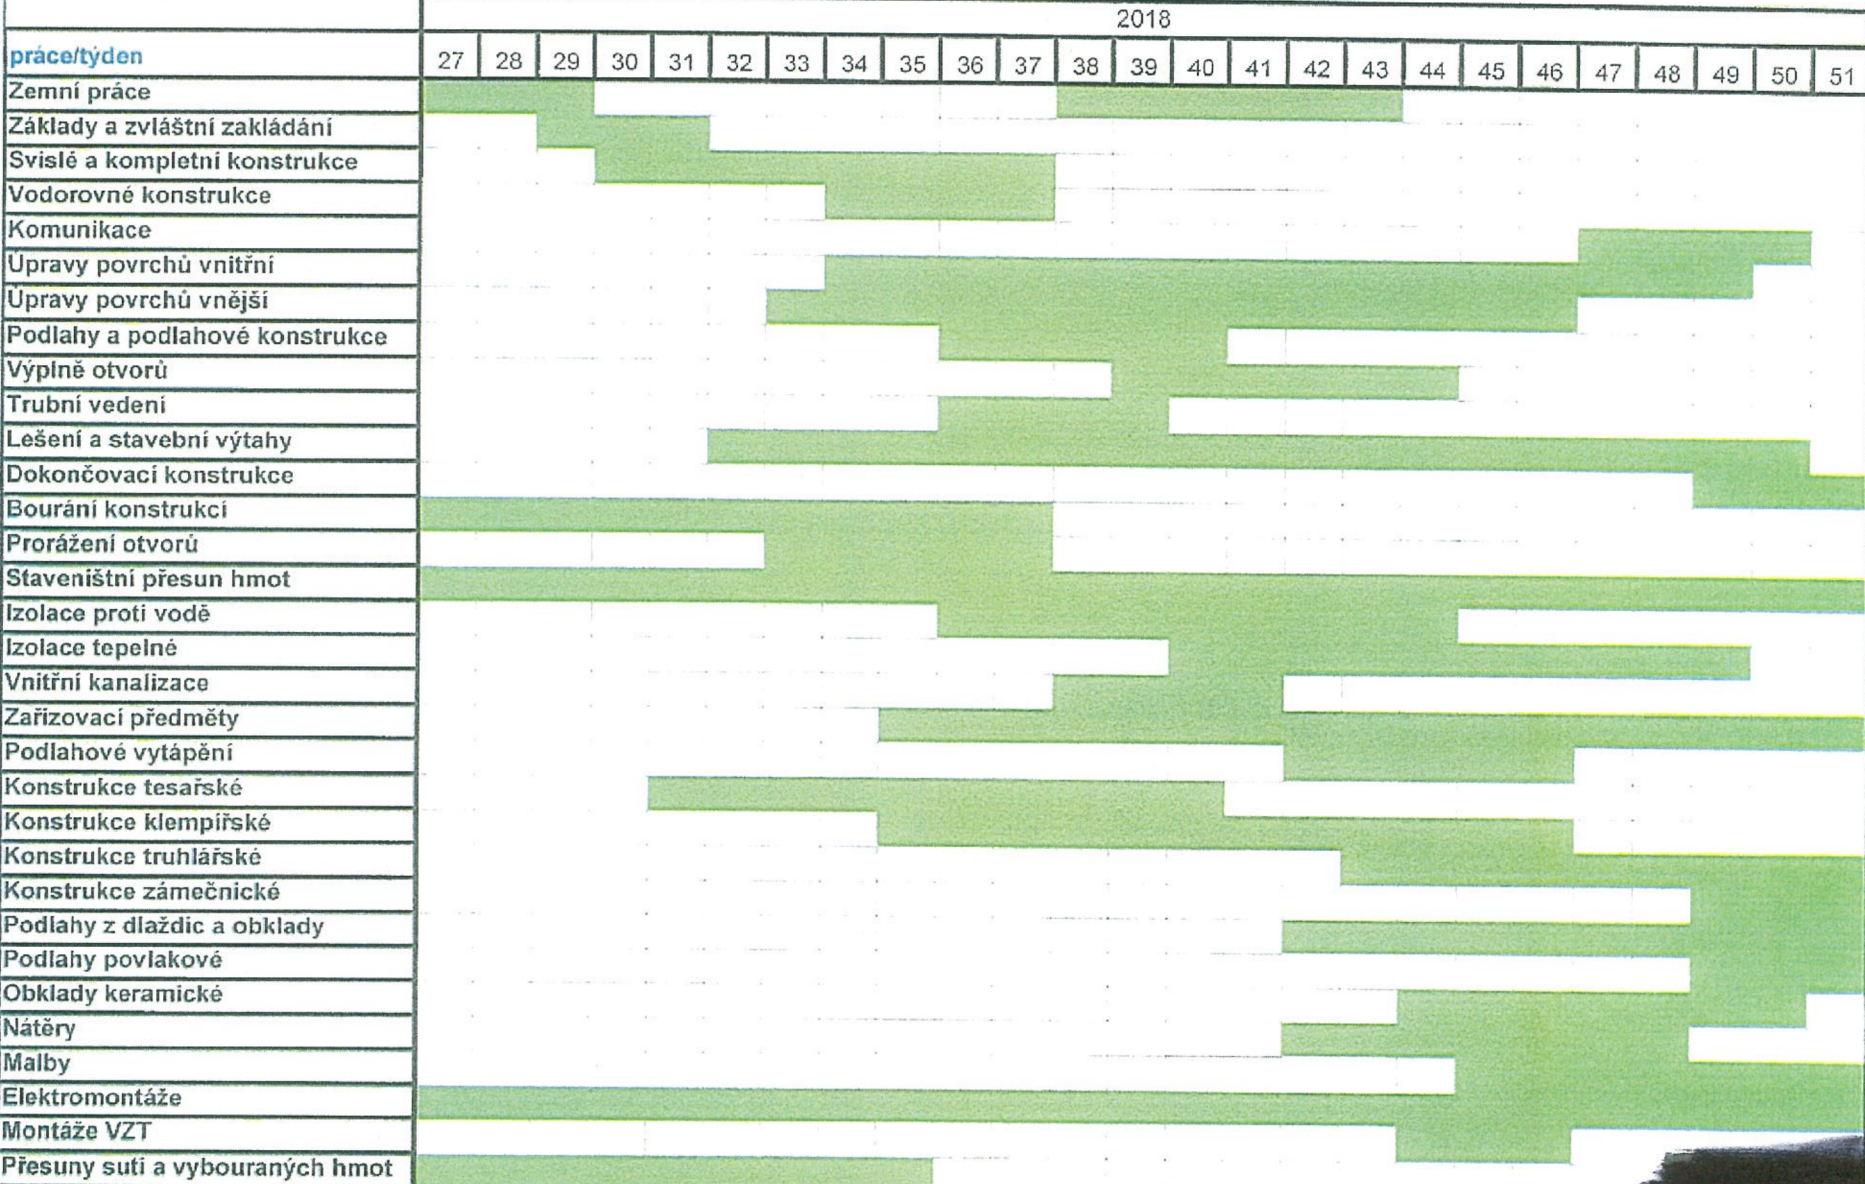 2018
práce/týden 27 28 29 30 31 32 33 34 35 36 37 38 39 40 41 42 43 44 45 46 47 48 49 50 51
Zemní práce
Základy a zvláštní zakládání
Svislé a kompletní konstrukce
Vodorovné konstrukce
Komunikace
Úpravy povrchů vnitřní
Úpravy povrchů vnější
Podlahy a podlahové konstrukce
Výplně otvorů
Trubní vedení
Lešení a stavební výtahy
Dokončovací konstrukce
Bourání konstrukcí
Prorážení otvorů
Staveništní přesun hmot
Izolace proti vodě
Izolace tepelné
Vnitřní kanalizace
Zařizovací předměty
Podlahové vytápění
Konstrukce tesařské
Konstrukce klempířské
Konstrukce truhlářské
Konstrukce zámečnické
Podlahy z dlaždic a obklady
Podlahy povlakové
Obklady keramické
Nátěry
Malby
Elektromontáže
Montáže VZT
Přesuny suti a vybouraných hmot